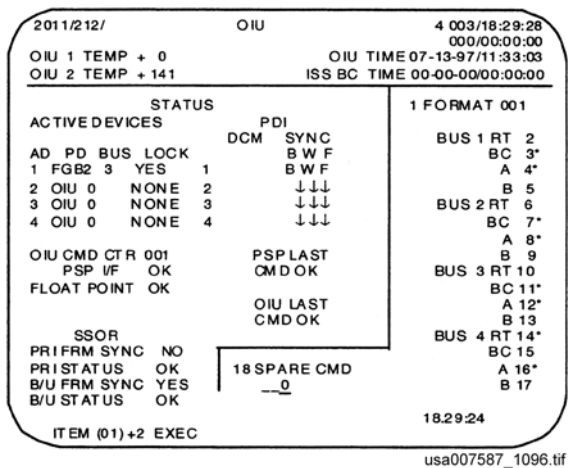 2011/212/ OIU 4 003/18:29:28
000/00:00:00
OIU 1 TEMP + 0 OIU TIME 07-13-97/11:33:03
OIU 2 TEMP + 141 ISS BC TIME 00-00-00/00:00:00
STATUS 1 FORMAT 001
ACTIVE DEVICES PDI
DCM SYNC BUS 1 RT 2
AD PD BUS LOCK B W F BC 3*
1 FGB2 3 YES 1 B W F A 4*
2 OIU 0 NONE 2 ↓↓↓ B 5
3 OIU 0 NONE 3 ↓↓↓ BUS 2 RT 6
4 OIU 0 NONE 4 ↓↓↓ BC 7*
A 8*
OIU CMD CTR 001 PSP LAST B 9
PSP I/F OK CMD OK BUS 3 RT 10
FLOAT POINT OK BC 11*
OIU LAST A 12*
CMD OK B 13
SSOR BUS 4 RT 14*
PRI FRM SYNC NO BC 15
PRI STATUS OK 18 SPARE CMD A 16*
B/U FRM SYNC YES __0 B 17
B/U STATUS OK
18.29:24
ITEM (01)+2 EXEC
usa007587_1096.tif